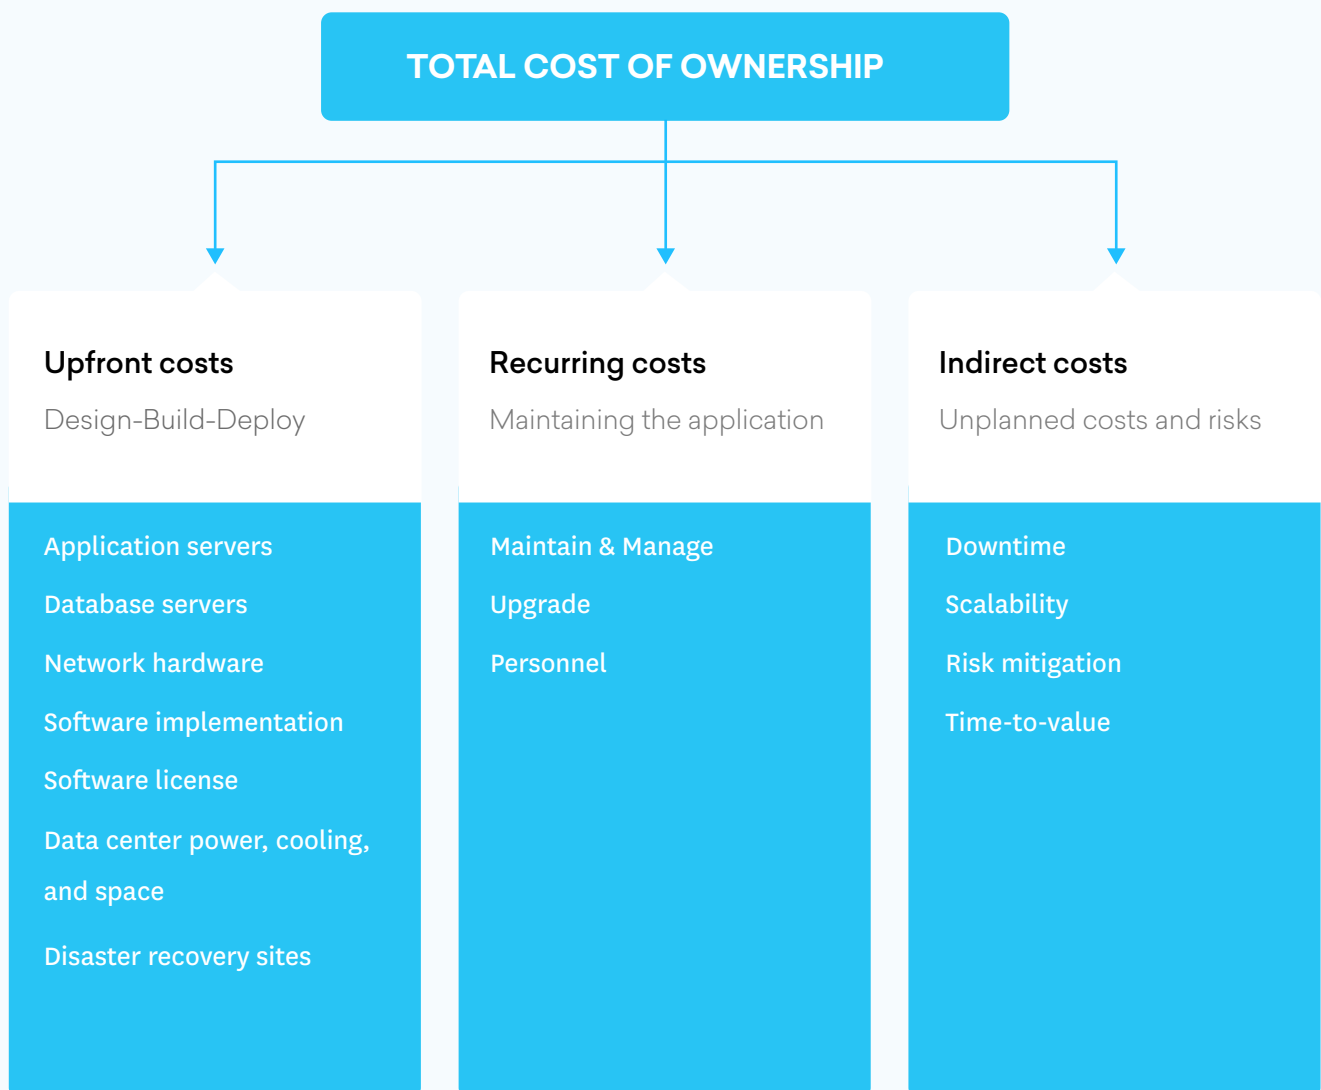 TOTAL COST OF OWNERSHIP
Upfront costs
Design-Build-Deploy
Application servers
Database servers
Network hardware
Software implementation
Software license
Data center power, cooling,
and space
Disaster recovery sites
Recurring costs
Maintaining the application
Maintain & Manage
Upgrade
Personnel
Indirect costs
Unplanned costs and risks
Downtime
Scalability
Risk mitigation
Time-to-value